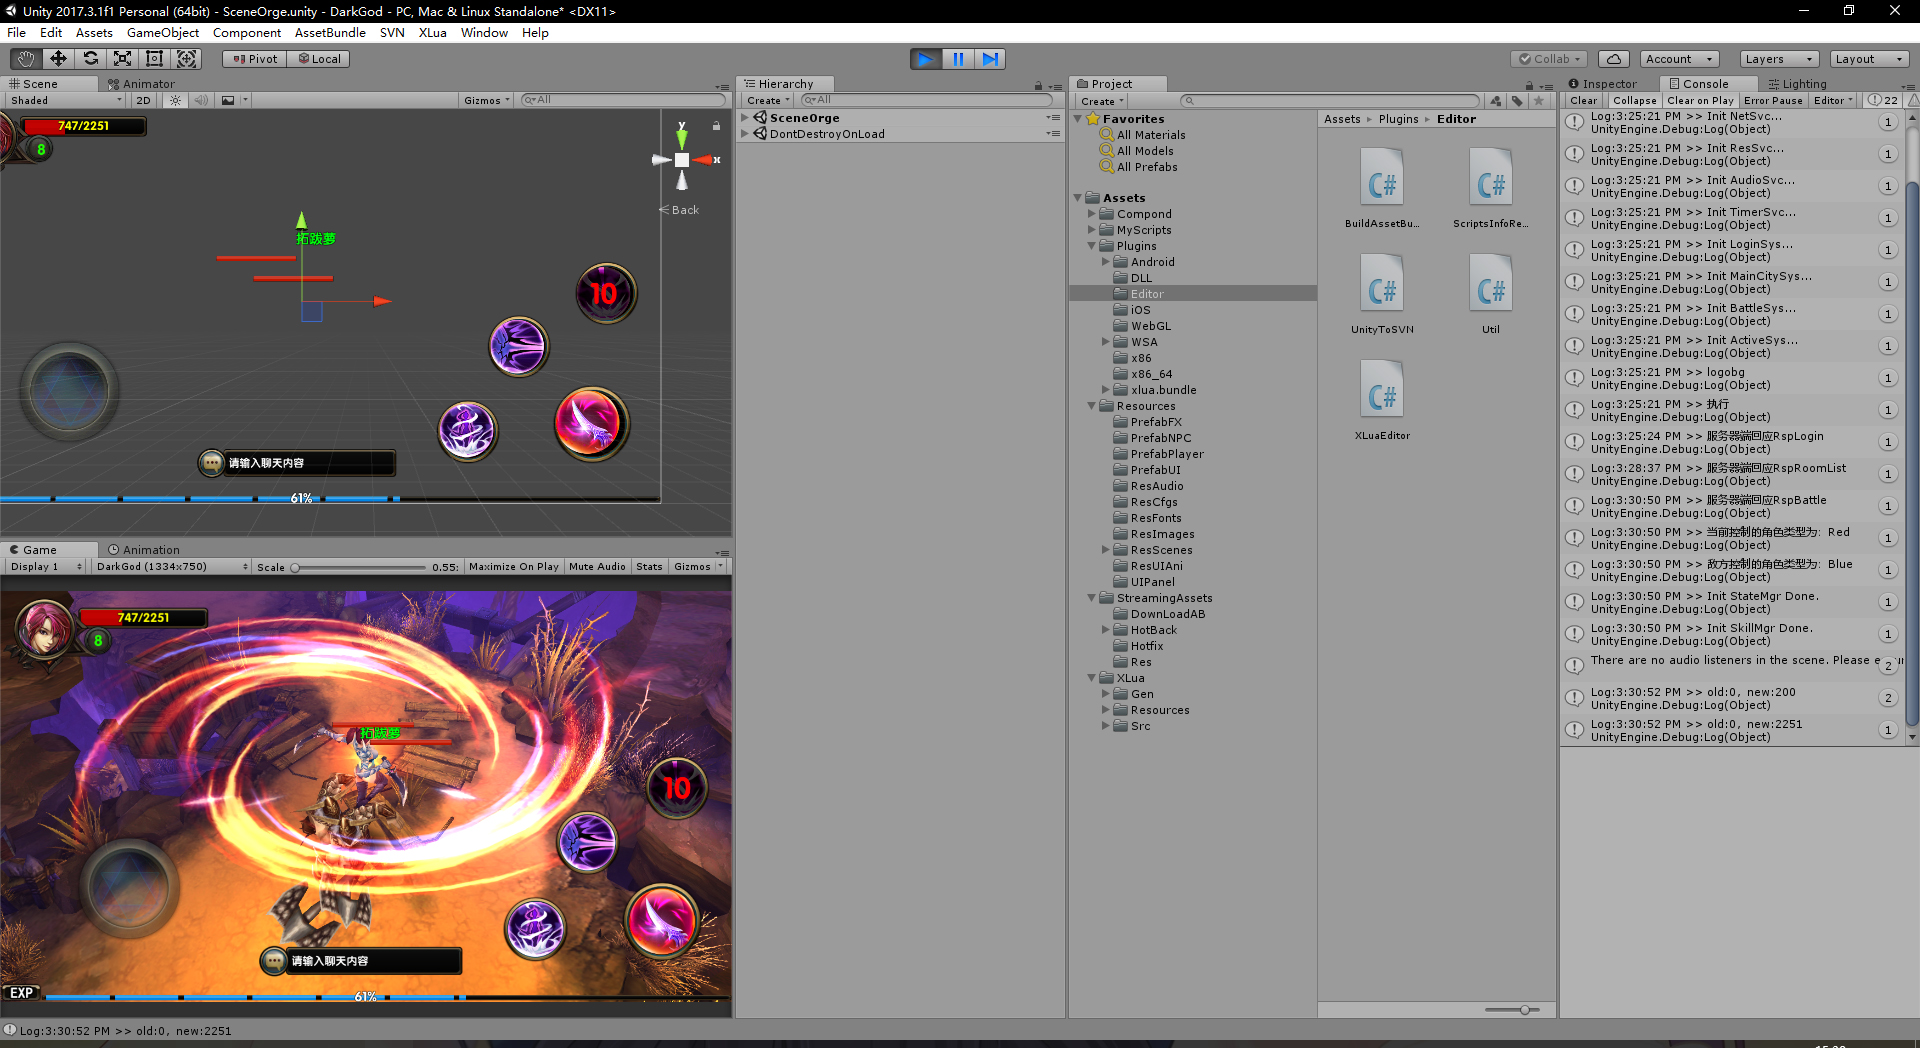 Unity 2017.3.1f1 Personal (64bit) - SceneOrge.unity - DarkGod - PC, Mac & Linux Standalone* <DX11>
File Edit Assets GameObject Component AssetBundle SVN XLua Window Help
Pivot Local
Collab Account Layers Layout
Scene Animator
Shaded 2D Gizmos All
747/2251
8
y
x
Back
拓跋萝
10
请输入聊天内容
61%
Game Animation
Display 1 DarkGod (1334x750) Scale 0.55: Maximize On Play Mute Audio Stats Gizmos
747/2251
8
拓跋萝
10
请输入聊天内容
EXP
61%
Log:3:30:52 PM >> old:0, new:2251
Hierarchy
Create All
SceneOrge
DontDestroyOnLoad
Project
Create
Favorites
All Materials
All Models
All Prefabs
Assets
Compond
MyScripts
Plugins
Android
DLL
Editor
iOS
WebGL
WSA
x86
x86_64
xlua.bundle
Resources
PrefabFX
PrefabNPC
PrefabPlayer
PrefabUI
ResAudio
ResCfgs
ResFonts
ResImages
ResScenes
ResUIAni
UIPanel
StreamingAssets
DownLoadAB
HotBack
Hotfix
Res
XLua
Gen
Resources
Src
Assets Plugins Editor
C# C#
BuildAssetBu... ScriptsInfoRe...
C# C#
UnityToSVN Util
C#
XLuaEditor
Inspector Console Lighting
Clear Collapse Clear on Play Error Pause Editor 22
Log:3:25:21 PM >> Init NetSvc...
UnityEngine.Debug:Log(Object) 1
Log:3:25:21 PM >> Init ResSvc...
UnityEngine.Debug:Log(Object) 1
Log:3:25:21 PM >> Init AudioSvc...
UnityEngine.Debug:Log(Object) 1
Log:3:25:21 PM >> Init TimerSvc...
UnityEngine.Debug:Log(Object) 1
Log:3:25:21 PM >> Init LoginSys...
UnityEngine.Debug:Log(Object) 1
Log:3:25:21 PM >> Init MainCitySys...
UnityEngine.Debug:Log(Object) 1
Log:3:25:21 PM >> Init BattleSys...
UnityEngine.Debug:Log(Object) 1
Log:3:25:21 PM >> Init ActiveSys...
UnityEngine.Debug:Log(Object) 1
Log:3:25:21 PM >> logobg
UnityEngine.Debug:Log(Object) 1
Log:3:25:21 PM >> 执行
UnityEngine.Debug:Log(Object) 1
Log:3:25:24 PM >> 服务器端回应RspLogin
UnityEngine.Debug:Log(Object) 1
Log:3:28:37 PM >> 服务器端回应RspRoomList
UnityEngine.Debug:Log(Object) 1
Log:3:30:50 PM >> 服务器端回应RspBattle
UnityEngine.Debug:Log(Object) 1
Log:3:30:50 PM >> 当前控制的角色类型为: Red
UnityEngine.Debug:Log(Object) 1
Log:3:30:50 PM >> 敌方控制的角色类型为: Blue
UnityEngine.Debug:Log(Object) 1
Log:3:30:50 PM >> Init StateMgr Done.
UnityEngine.Debug:Log(Object) 1
Log:3:30:50 PM >> Init SkillMgr Done.
UnityEngine.Debug:Log(Object) 1
There are no audio listeners in the scene. Please 2
Log:3:30:52 PM >> old:0, new:200
UnityEngine.Debug:Log(Object) 2
Log:3:30:52 PM >> old:0, new:2251
UnityEngine.Debug:Log(Object) 1